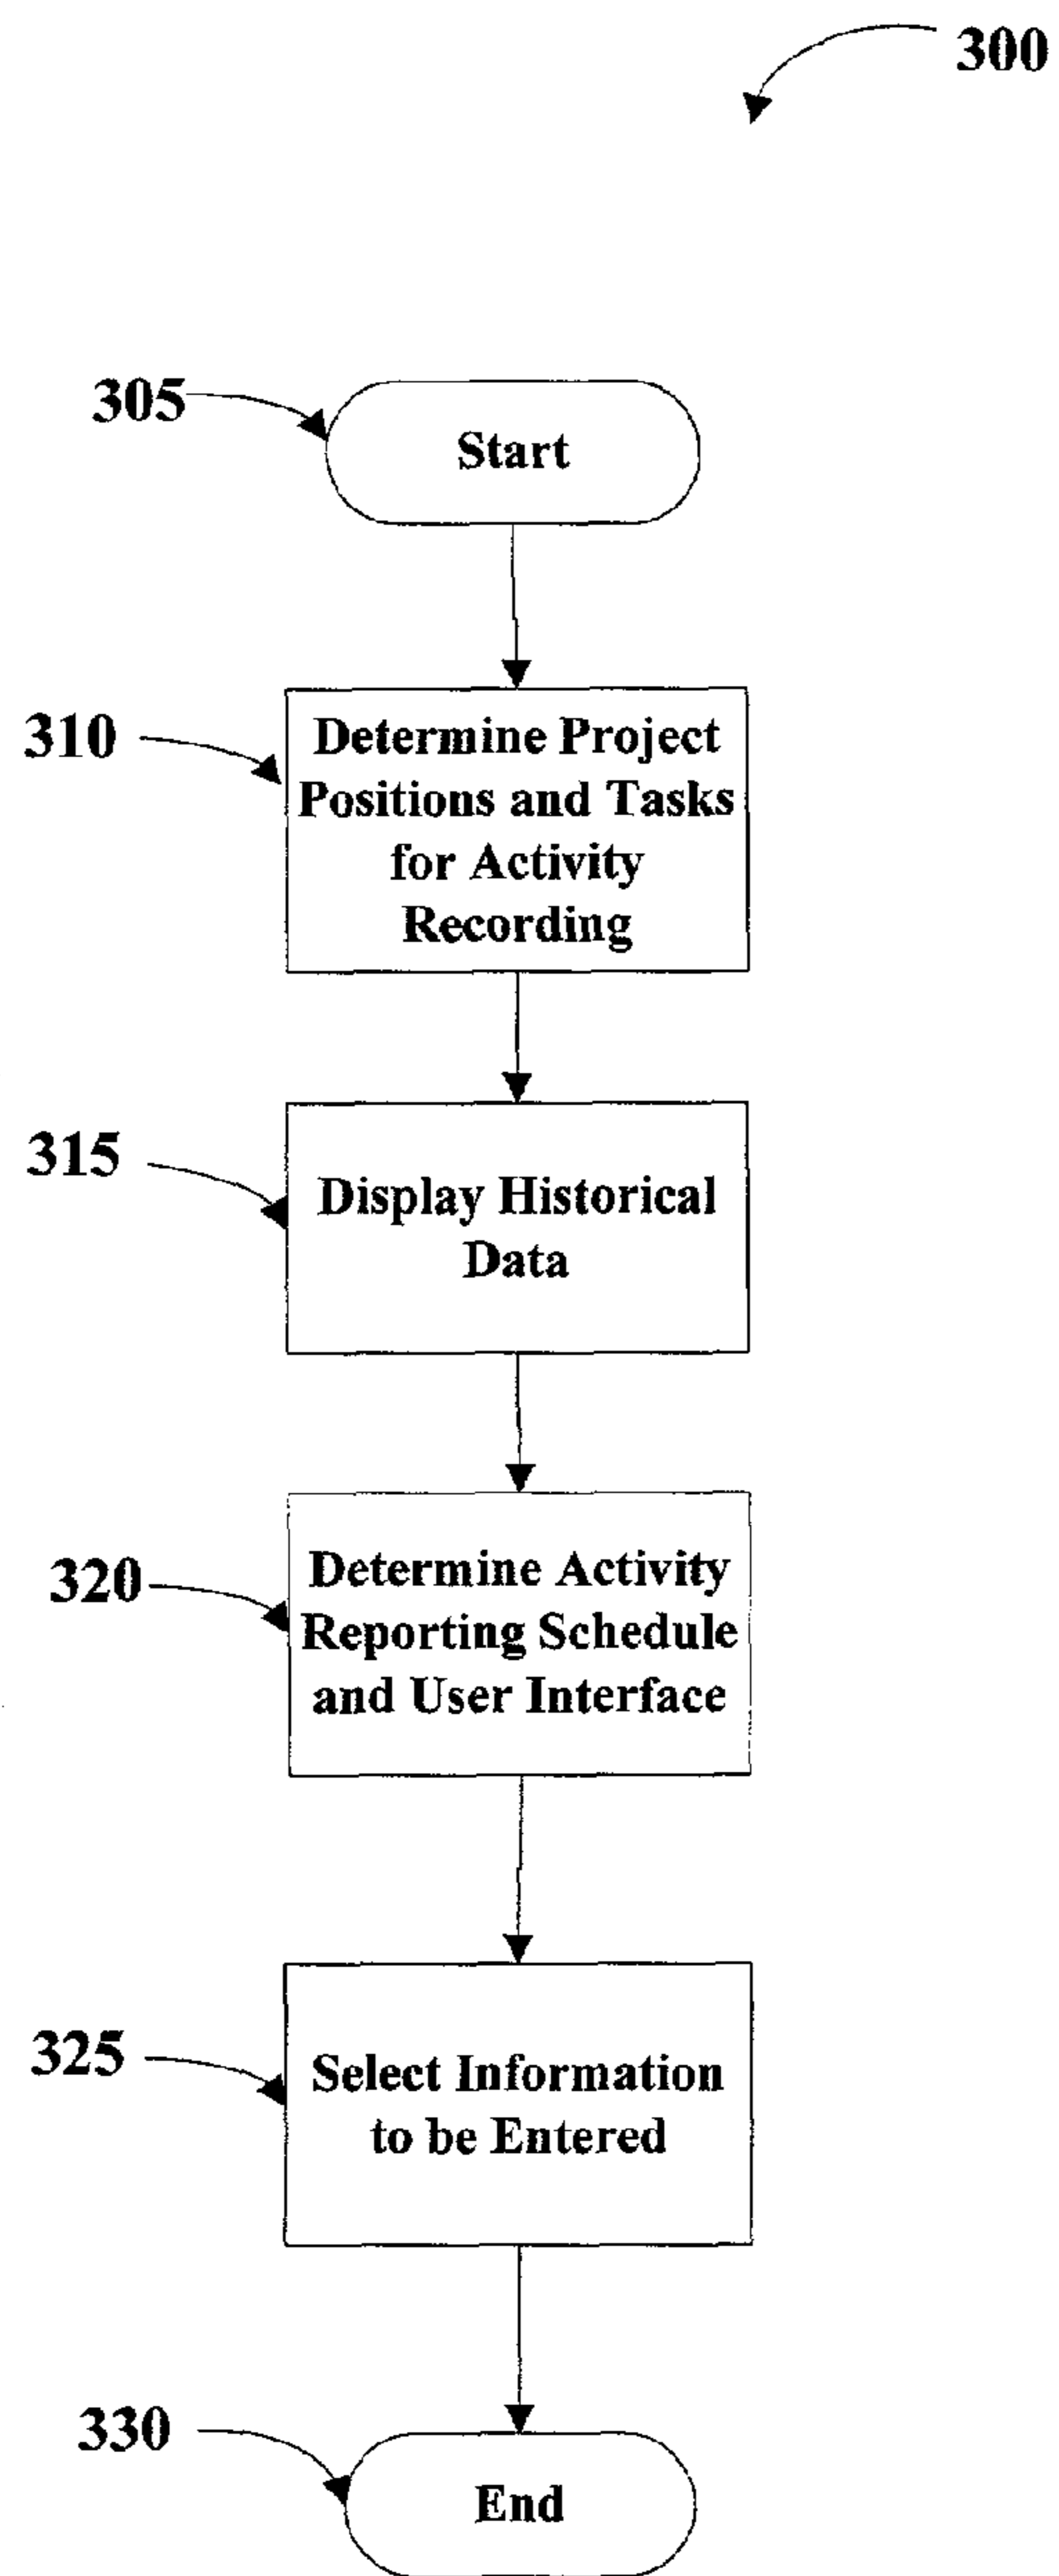 300
305
Start
310
Determine Project
Positions and Tasks
for Activity
Recording
315
Display Historical
Data
320
Determine Activity
Reporting Schedule
and User Interface
325
Select Information
to be Entered
330
End